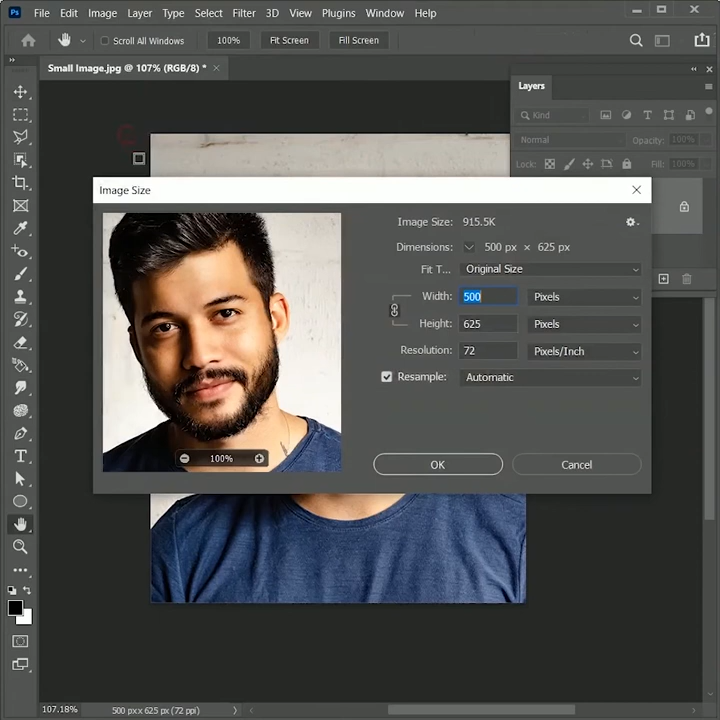 Ps File Edit Image Layer Type Select Filter 3D View Plugins Window Help
Scroll All Windows 100% Fit Screen Fill Screen
Small Image.jpg @ 107% (RGB/8) *
Layers
Kind
Normal Opacity: 100%
Lock: Fill: 100%
Image Size
Image Size: 915.5K
Dimensions: 500 px × 625 px
Fit T... Original Size
Width: 500 Pixels
Height: 625 Pixels
Resolution: 72 Pixels/Inch
Resample: Automatic
100%
OK Cancel
107.18% 500 px x 625 px (72 ppi)